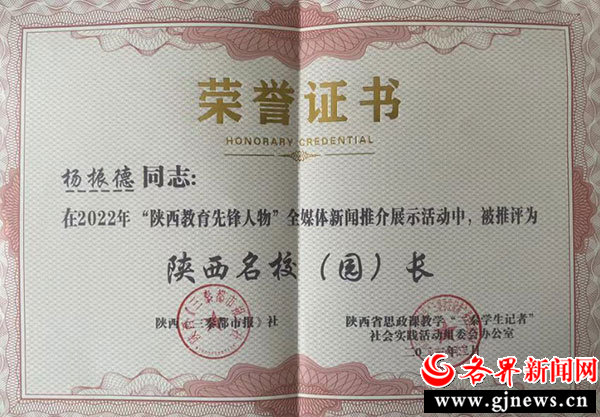 荣誉证书
HONORARY CREDENTIAL
杨振德同志:
在2022年“陕西教育先锋人物”全媒体新闻推介展示活动中,被推评为
陕西名校(园)长
陕西《三秦都市报》社
陕西省思政课教学“三秦学生记者”
社会实践活动组委会办公室
各界新闻网
www.gjnews.cn